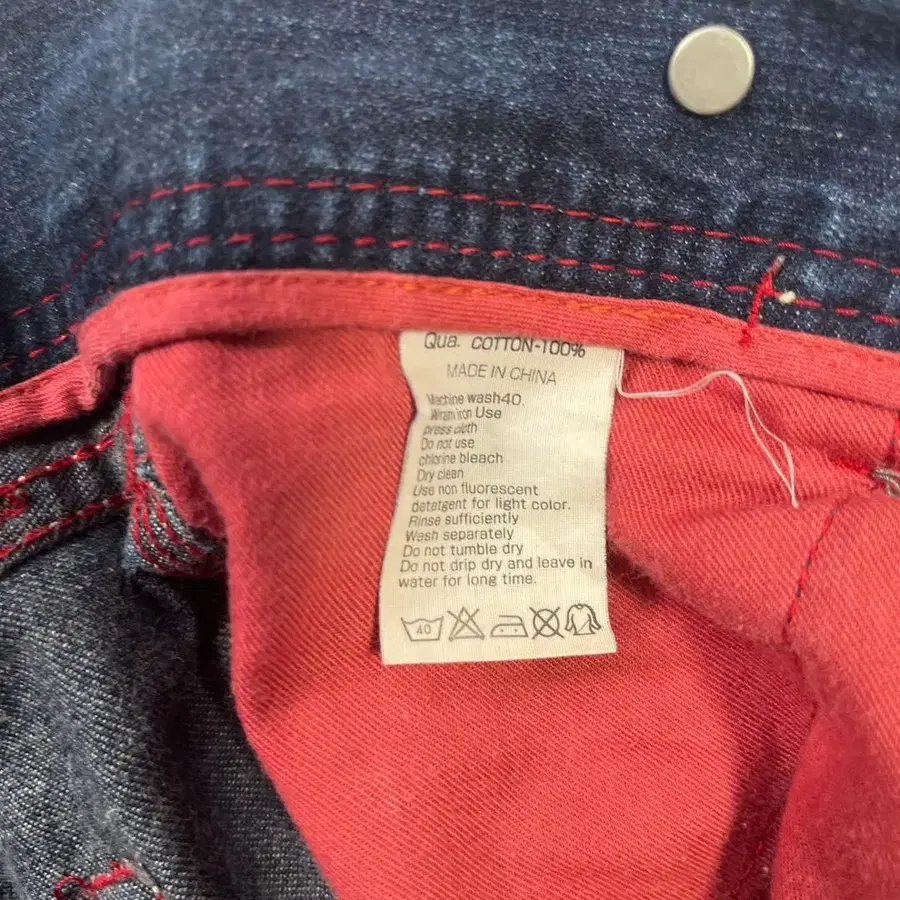 Qua. COTTON-100%
MADE IN CHINA
Machine wash40.
Wram iron Use
press cloth
Do not use
chlorine bleach
Dry clean
Use non fluorescent
detetgent for light color.
Rinse sufficiently
Wash separately
Do not tumble dry
Do not drip dry and leave in
water for long time.
40